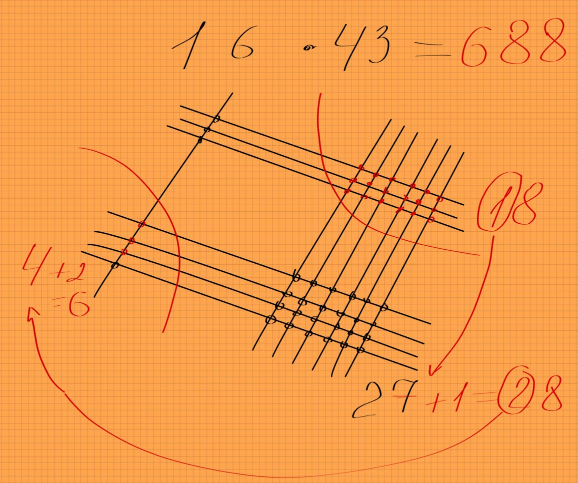 16 · 43 = 688
18
4+2
=6
27+1=28